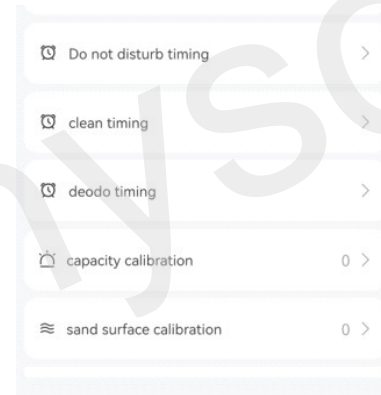 Do not disturb timing
clean timing
deodo timing
capacity calibration 0
sand surface calibration 0